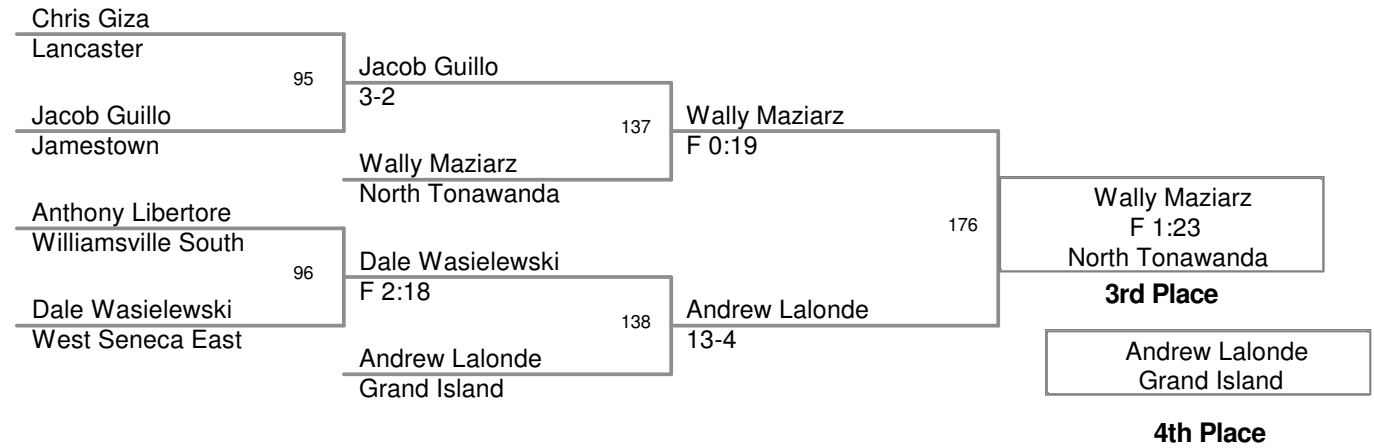 Chris Giza
Lancaster
95
Jacob Guillo
3-2
Jacob Guillo
Jamestown
137
Wally Maziarz
F 0:19
Wally Maziarz
North Tonawanda
Anthony Libertore
Williamsville South
176
Wally Maziarz
F 1:23
North Tonawanda
96
Dale Wasielewski
F 2:18
3rd Place
Dale Wasielewski
West Seneca East
138
Andrew Lalonde
13-4
Andrew Lalonde
Grand Island
Andrew Lalonde
Grand Island
4th Place